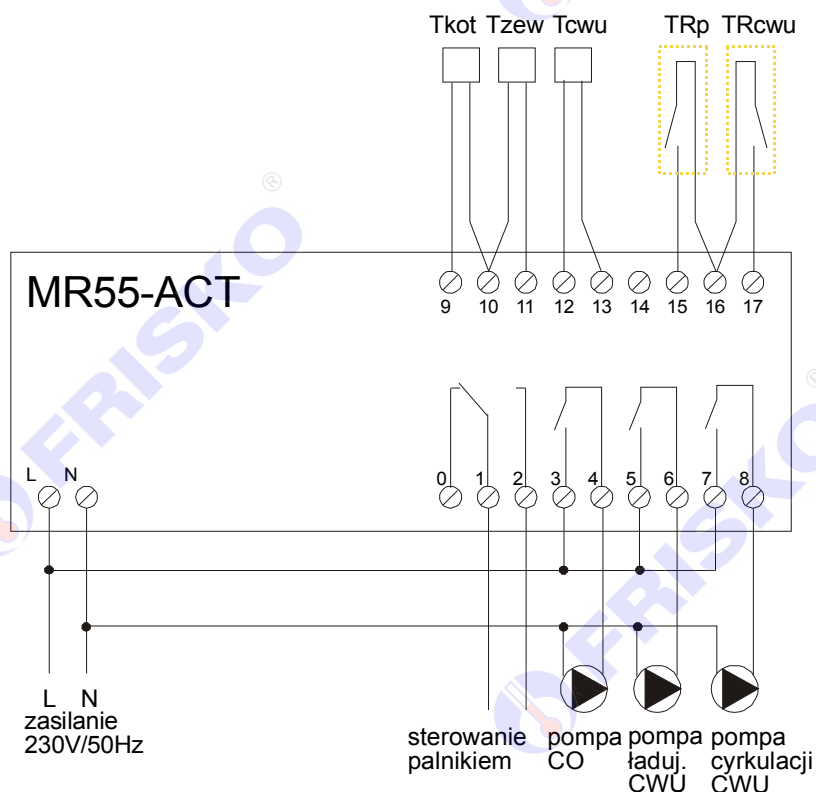 Tkot Tzew Tcwu TRp TRcwu
MR55-ACT
9 10 11 12 13 14 15 16 17
L N 0 1 2 3 4 5 6 7 8
L N
zasilanie
230V/50Hz
sterowanie
palnikiem
pompa
CO
pompa
ładuj.
CWU
pompa
cyrkulacji
CWU
FRISKO ®
FRISKO ®